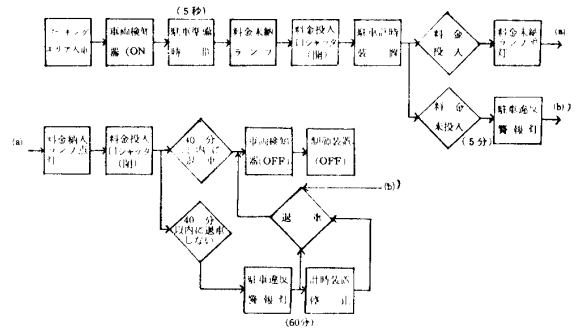 (5秒)
パーキング
エリア入車
車両検知
器(ON
駐車準備
時
料金未納
ランプ
料金投入
口シャッタ
(開)
駐車計時
装置
料金
投入
料金未納
ランプ
灯
(a)
料金
未投入
(5分)
駐車違反
警報灯
(b)
(a)
料金納入
ランプ点
灯
料金投入
口シャッタ
(閉)
40分
以内に
退車
車両検知
器(OFF)
装置
(OFF)
(b)
退車
40分
以内に退車
しない
駐車違反
警報灯
(60分)
計時装置
停止